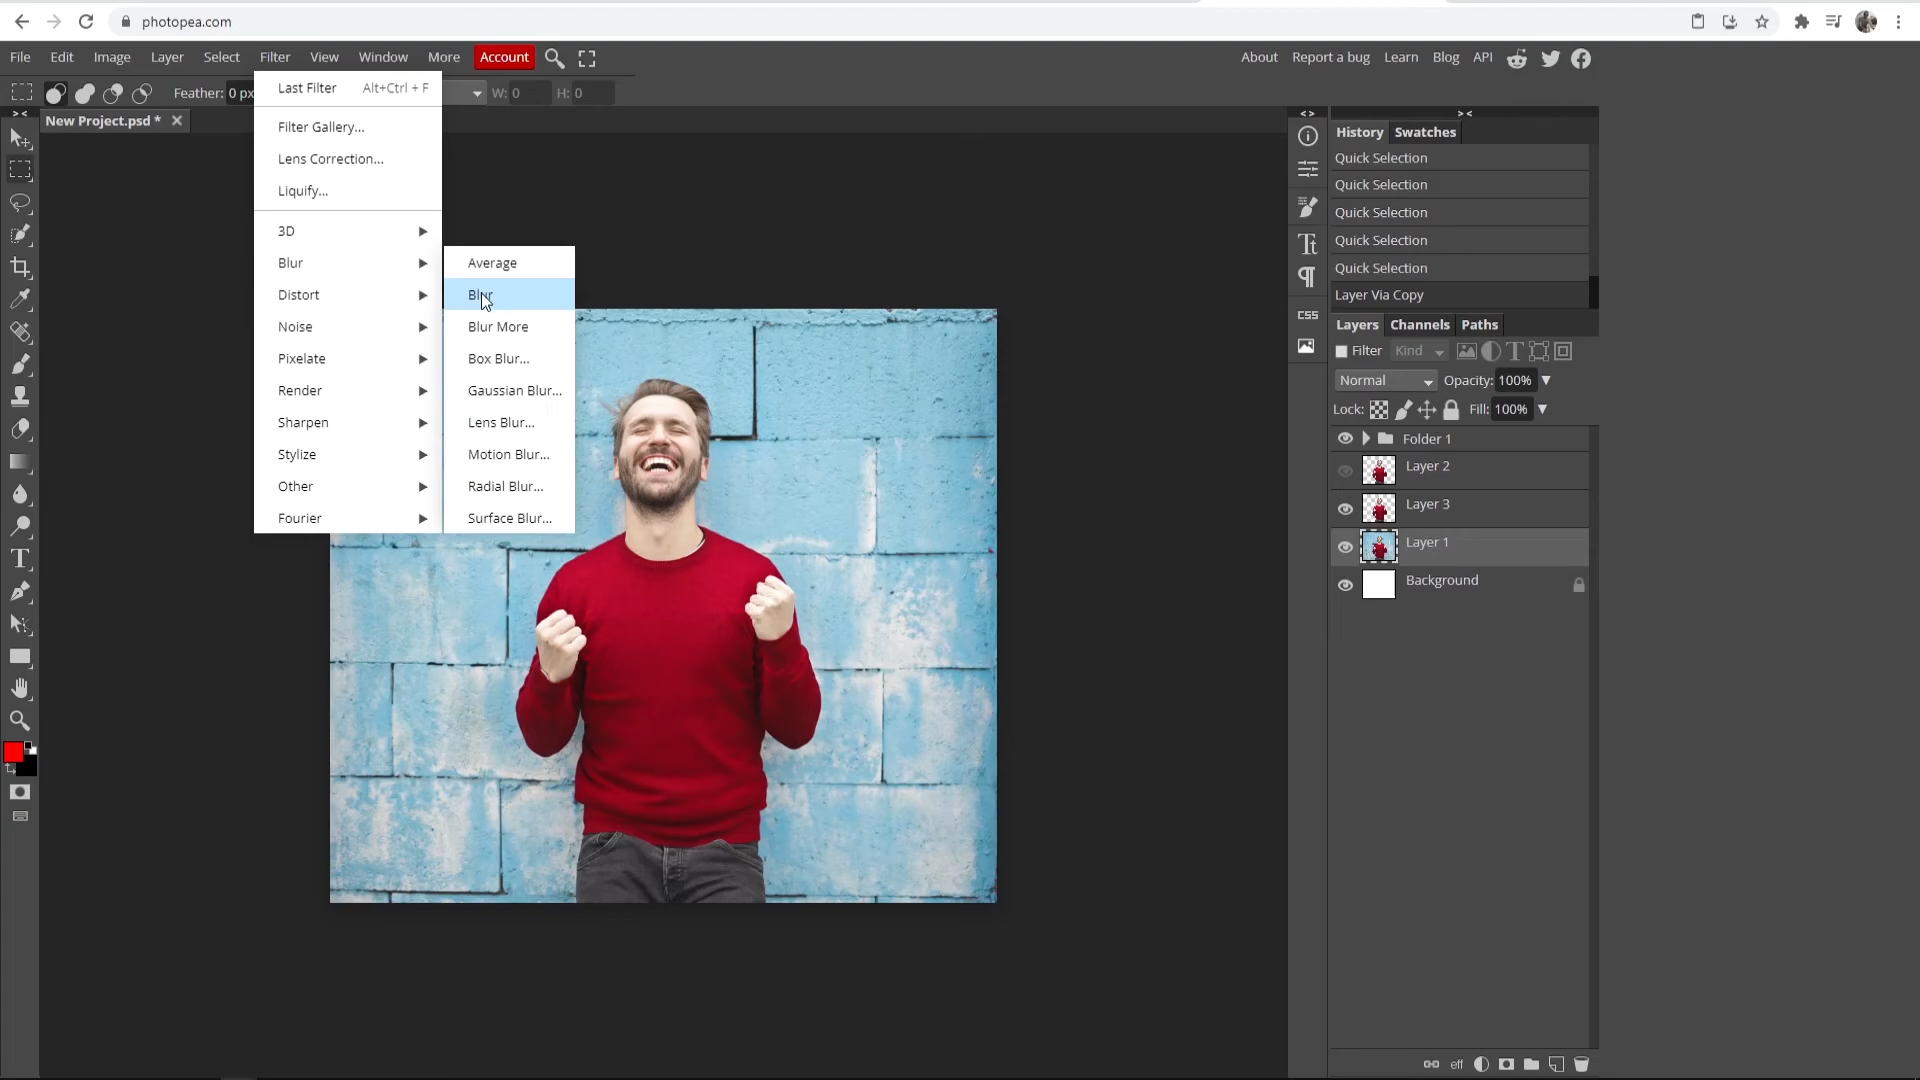 photopea.com
File Edit Image Layer Select Filter View Window More Account About Report a bug Learn Blog API
Feather: 0 px W: 0 H: 0
New Project.psd *
Last Filter Alt+Ctrl + F
Filter Gallery...
Lens Correction...
Liquify...
3D
Blur
Distort
Noise
Pixelate
Render
Sharpen
Stylize
Other
Fourier
Average
Blur
Blur More
Box Blur...
Gaussian Blur...
Lens Blur...
Motion Blur...
Radial Blur...
Surface Blur...
CSS
History Swatches
Quick Selection
Quick Selection
Quick Selection
Quick Selection
Quick Selection
Layer Via Copy
Layers Channels Paths
Filter Kind
Normal Opacity: 100%
Lock: Fill: 100%
Folder 1
Layer 2
Layer 3
Layer 1
Background
eff